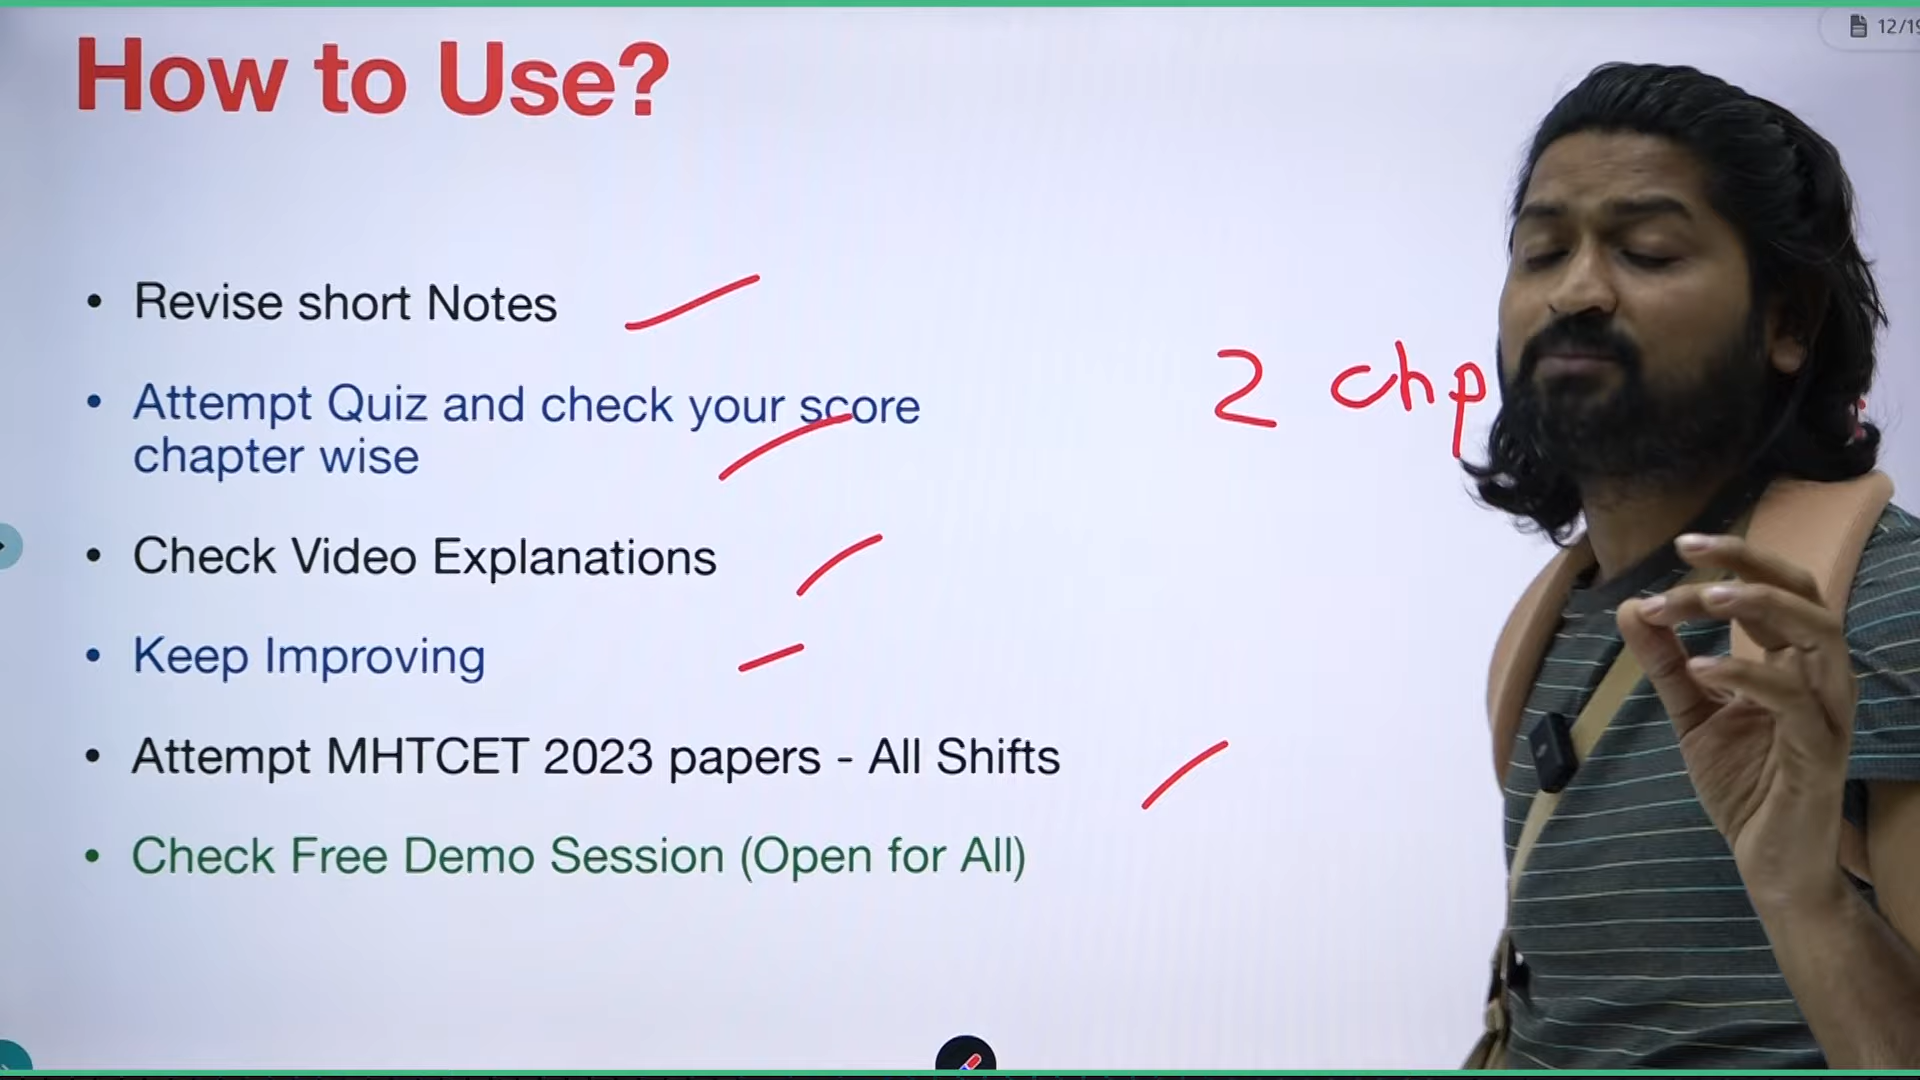 12/19
How to Use?
• Revise short Notes
• Attempt Quiz and check your score
chapter wise
2 chp
• Check Video Explanations
• Keep Improving
• Attempt MHTCET 2023 papers - All Shifts
• Check Free Demo Session (Open for All)